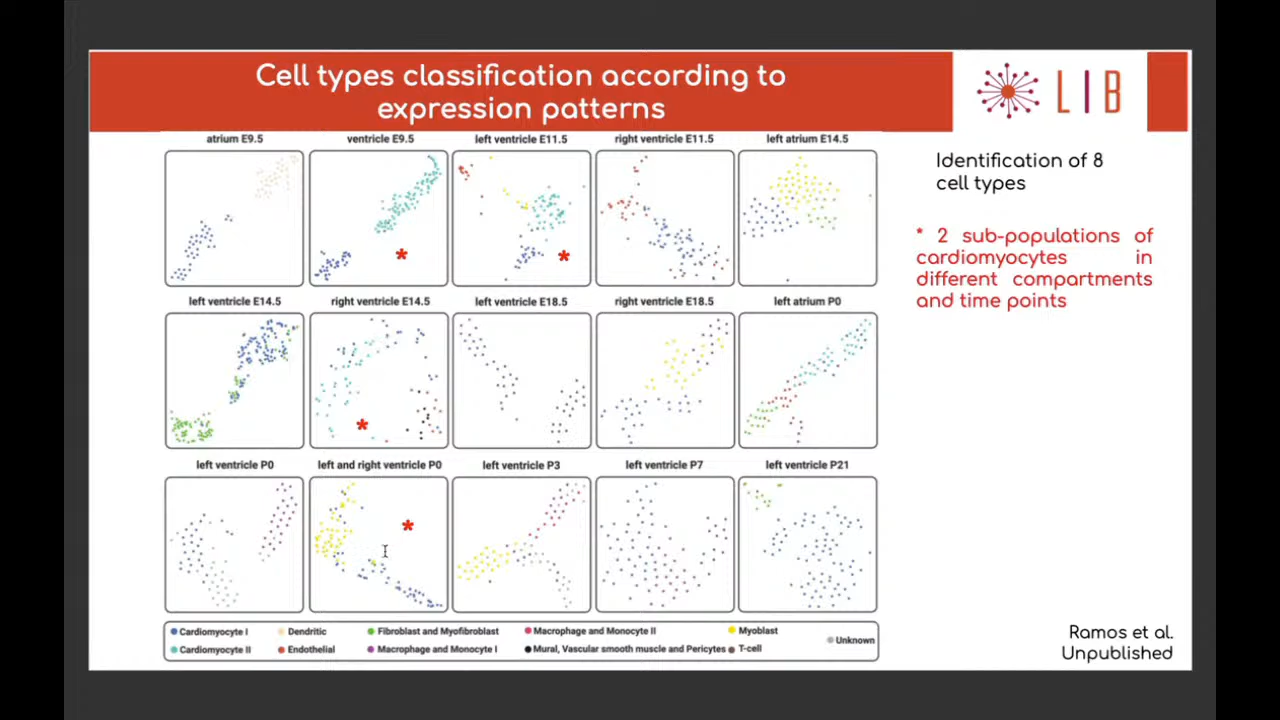 Cell types classification according to
expression patterns
LIB
atrium E9.5
ventricle E9.5
left ventricle E11.5
right ventricle E11.5
left atrium E14.5
Identification of 8
cell types
* 2 sub-populations of
cardiomyocytes in
different compartments
and time points
*
*
left ventricle E14.5
right ventricle E14.5
left ventricle E18.5
right ventricle E18.5
left atrium P0
*
left ventricle P0
left and right ventricle P0
left ventricle P3
left ventricle P7
left ventricle P21
*
Cardiomyocyte I
Dendritic
Fibroblast and Myofibroblast
Macrophage and Monocyte II
Myoblast
Unknown
Cardiomyocyte II
Endothelial
Macrophage and Monocyte I
Mural, Vascular smooth muscle and Pericytes
T-cell
Ramos et al.
Unpublished